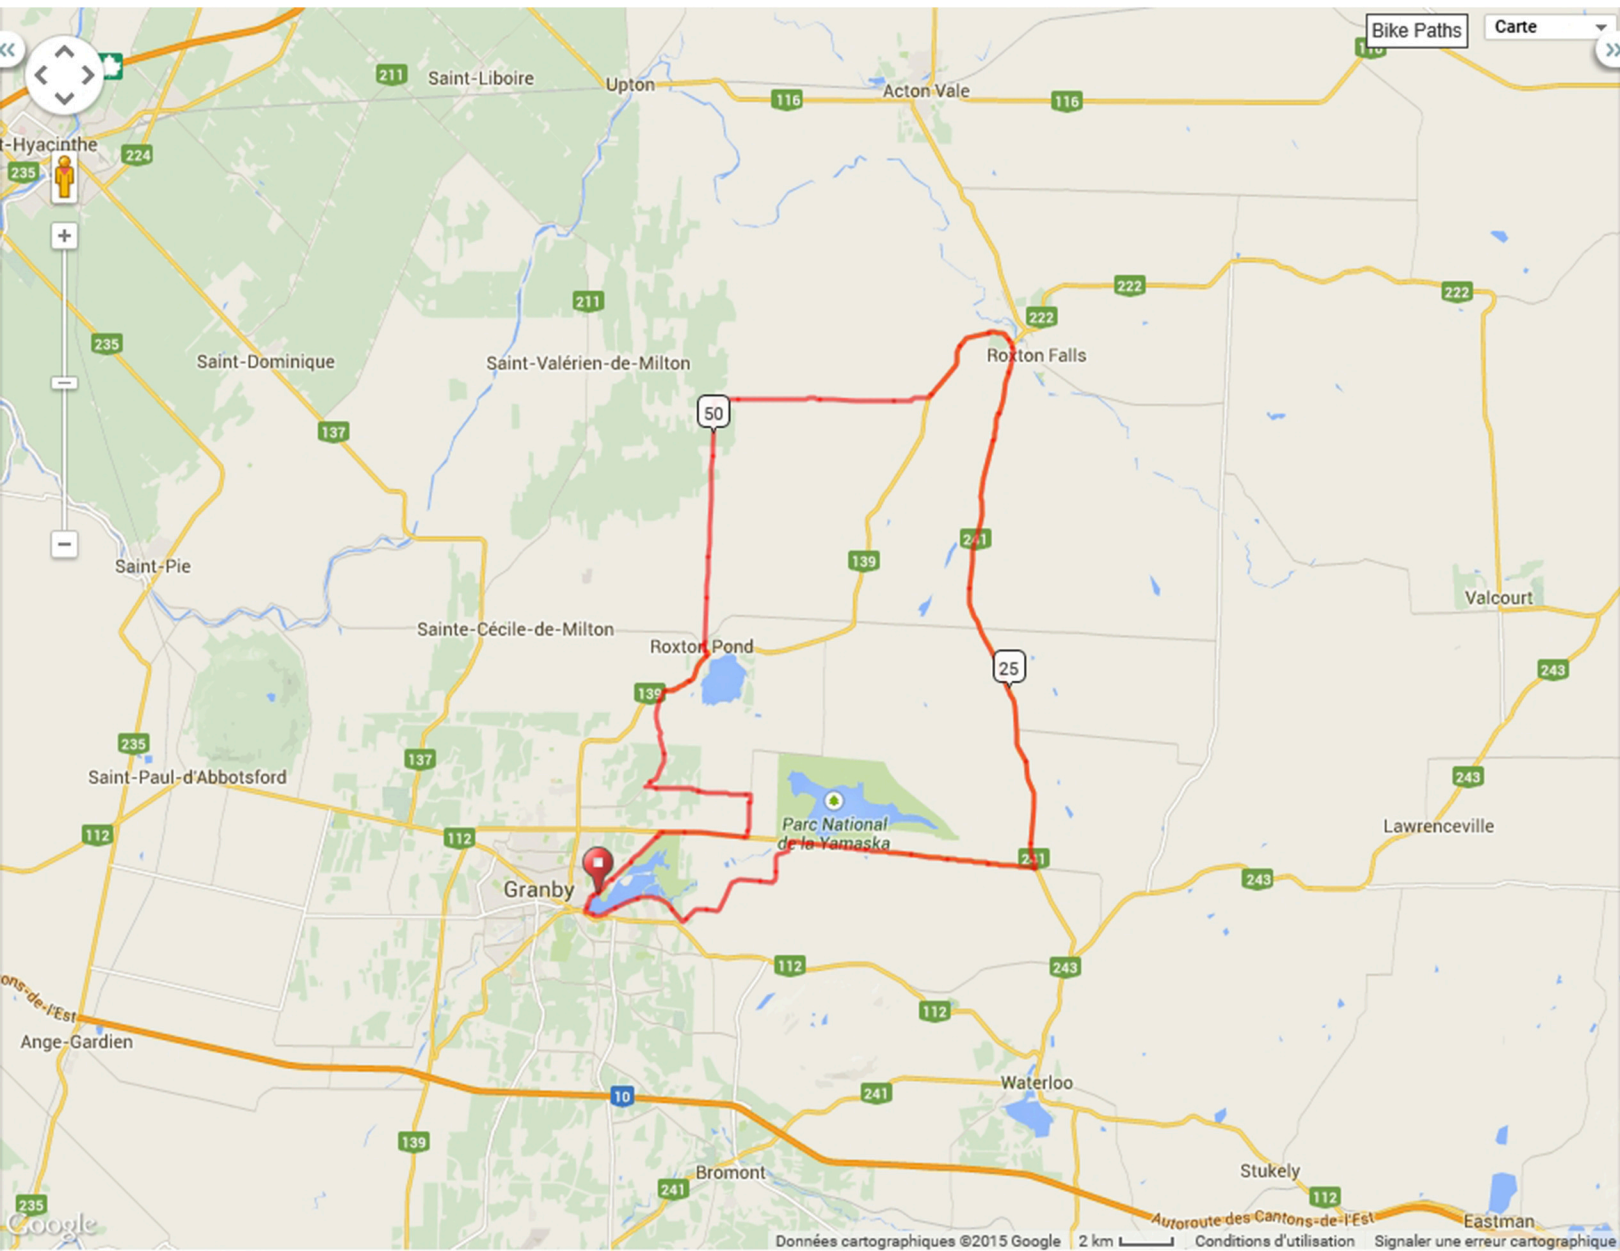 Bike Paths
Carte
116
211
Saint-Liboire
Upton
116
Acton Vale
116
t-Hyacinthe
224
235
211
222
222
222
235
Saint-Dominique
Saint-Valérien-de-Milton
Roxton Falls
50
137
241
139
Saint-Pie
Valcourt
Sainte-Cécile-de-Milton
Roxton Pond
25
243
139
235
137
Saint-Paul-d'Abbotsford
243
Parc National
de la Yamaska
112
112
Lawrenceville
241
243
Granby
112
243
ons-de-l'Est
112
Ange-Gardien
Waterloo
241
10
139
Bromont
Stukely
241
112
235
Autoroute des Cantons-de-l'Est
Eastman
Google
Données cartographiques ©2015 Google
2 km
Conditions d'utilisation
Signaler une erreur cartographique